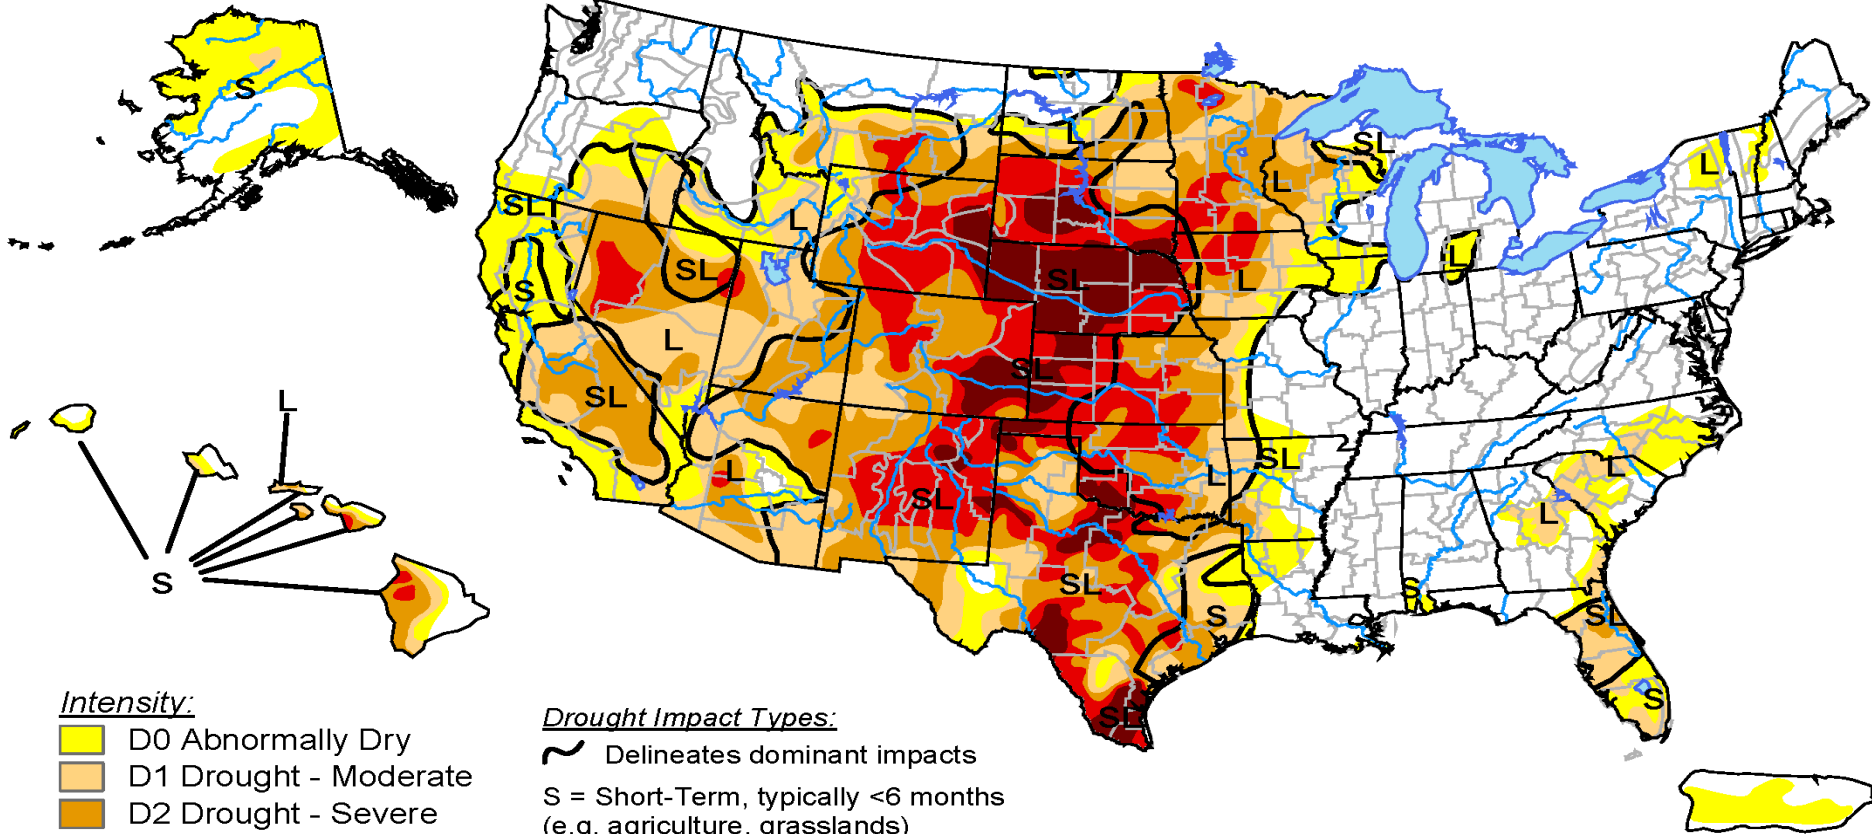 S
SL
L
SL
L
L
L
SL
L
S
SL
SL
L
L
SL
L
SL
SL
L
L
SL
L
L
SL
L
S
SL
S
S
SL
S
SL
S
Intensity:
D0 Abnormally Dry
D1 Drought - Moderate
D2 Drought - Severe
Drought Impact Types:
Delineates dominant impacts
S = Short-Term, typically <6 months
(e.g. agriculture, grasslands)